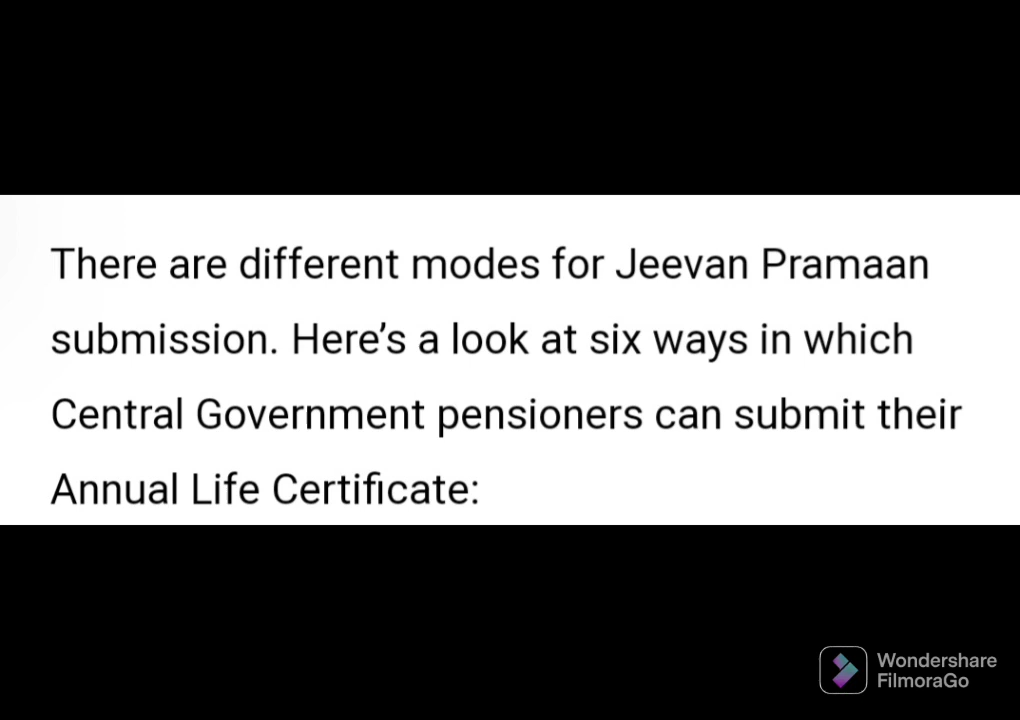 There are different modes for Jeevan Pramaan
submission. Here’s a look at six ways in which
Central Government pensioners can submit their
Annual Life Certificate:
Wondershare
FilmoraGo